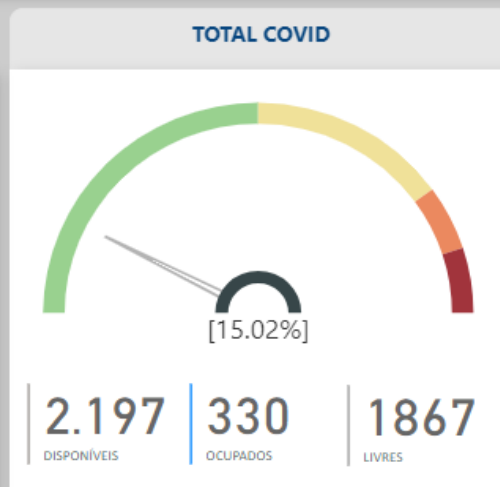 TOTAL COVID
[15.02%]
2.197 330 1867
DISPONÍVEIS OCUPADOS LIVRES